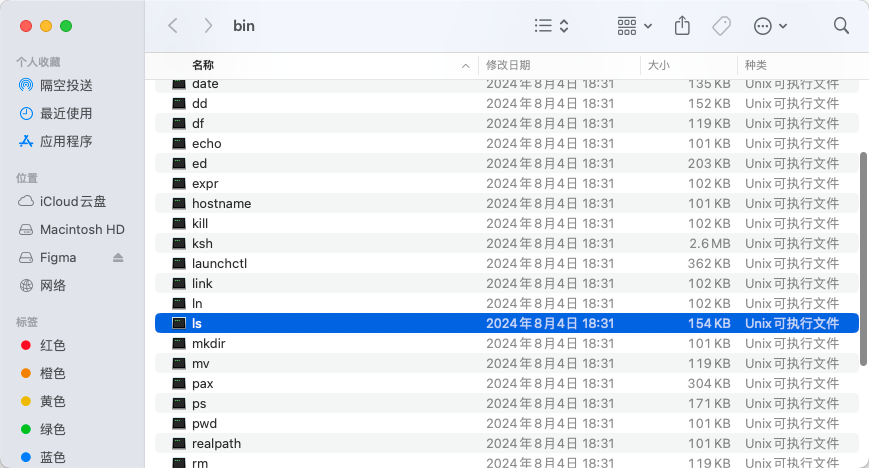 bin
个人收藏
隔空投送
最近使用
应用程序
位置
iCloud云盘
Macintosh HD
Figma
网络
标签
红色
橙色
黄色
绿色
蓝色
名称 修改日期 大小 种类
date 2024年8月4日 18:31 135 KB Unix可执行文件
dd 2024年8月4日 18:31 152 KB Unix可执行文件
df 2024年8月4日 18:31 119 KB Unix可执行文件
echo 2024年8月4日 18:31 101 KB Unix可执行文件
ed 2024年8月4日 18:31 203 KB Unix可执行文件
expr 2024年8月4日 18:31 102 KB Unix可执行文件
hostname 2024年8月4日 18:31 101 KB Unix可执行文件
kill 2024年8月4日 18:31 102 KB Unix可执行文件
ksh 2024年8月4日 18:31 2.6 MB Unix可执行文件
launchctl 2024年8月4日 18:31 362 KB Unix可执行文件
link 2024年8月4日 18:31 102 KB Unix可执行文件
ln 2024年8月4日 18:31 102 KB Unix可执行文件
ls 2024年8月4日 18:31 154 KB Unix可执行文件
mkdir 2024年8月4日 18:31 101 KB Unix可执行文件
mv 2024年8月4日 18:31 119 KB Unix可执行文件
pax 2024年8月4日 18:31 304 KB Unix可执行文件
ps 2024年8月4日 18:31 171 KB Unix可执行文件
pwd 2024年8月4日 18:31 101 KB Unix可执行文件
realpath 2024年8月4日 18:31 101 KB Unix可执行文件
rm 2024年8月4日 18:31 102 KB Unix可执行文件